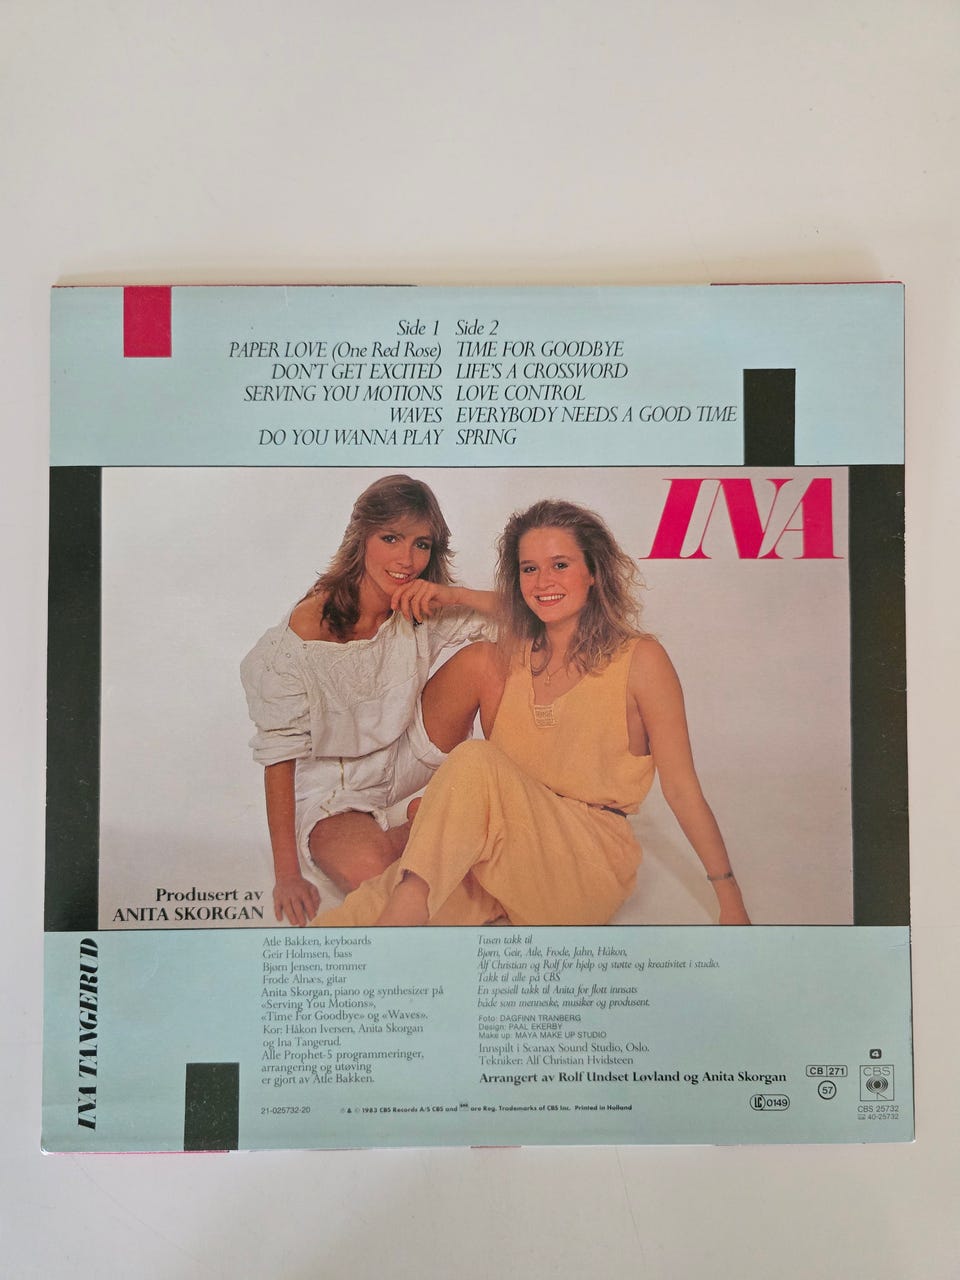 Side 1
PAPER LOVE (One Red Rose)
DON'T GET EXCITED
SERVING YOU MOTIONS
WAVES
DO YOU WANNA PLAY
Side 2
TIME FOR GOODBYE
LIFE'S A CROSSWORD
LOVE CONTROL
EVERYBODY NEEDS A GOOD TIME
SPRING
INA
Produsert av
ANITA SKORGAN
INA TANGERUD
Atle Bakken, keyboards
Geir Holmsen, bass
Bjørn Jensen, trommer
Frode Alnæs, gitar
Anita Skorgan, piano og synthesizer på
«Serving You Motions»,
«Time For Goodbye» og «Waves».
Kor: Håkon Iversen, Anita Skorgan
og Ina Tangerud.
Alle Prophet-5 programmeringer,
arrangering og utøving
er gjort av Atle Bakken.
Tusen takk til
Bjørn, Geir, Atle, Frode, Jahn, Håkon,
Alf Christian og Rolf for hjelp og støtte og kreativitet i studio.
Takk til alle på CBS
En spesiell takk til Anita for flott innsats
både som menneske, musiker og produsent.
Foto: DAGFINN TRANBERG
Design: PAAL EKERBY
Make up: MAYA MAKE UP STUDIO
Innspilt i Scanax Sound Studio, Oslo.
Tekniker: Alf Christian Hvidsteen
Arrangert av Rolf Undset Løvland og Anita Skorgan
21-025732-20
℗ & © 1983 CBS Records A/S CBS and CBS are Reg. Trademarks of CBS Inc. Printed in Holland
LC 0149
CB 271
57
4
CBS
CBS 25732
40-25732